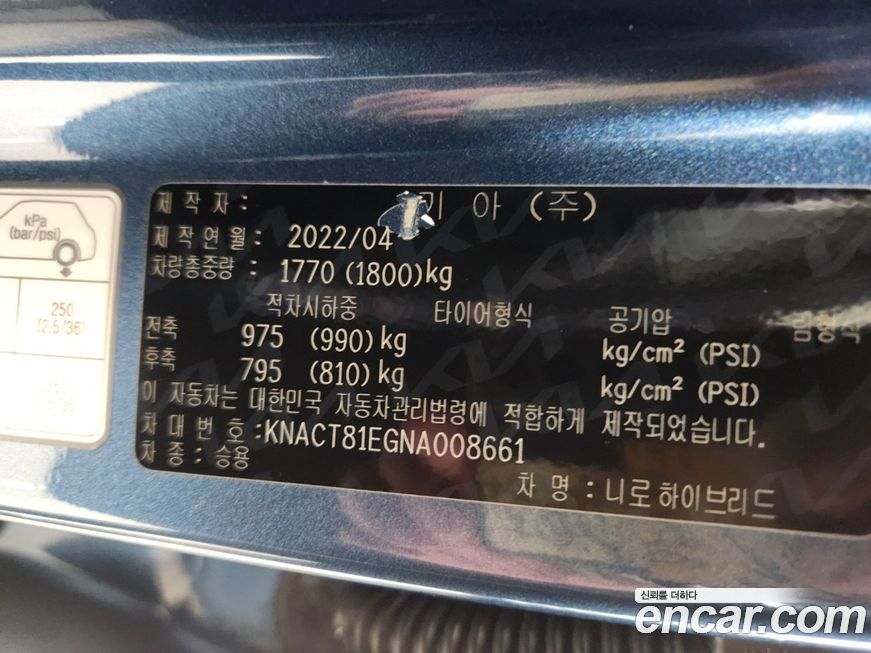 kPa
(bar/psi)
250
(2.5/36)
제 작 자 : 기 아 (주)
제작연월: 2022/04
차량총중량: 1770 (1800)kg
적차시하중 타이어형식 공기압 림형식
전축 975 (990)kg kg/cm² (PSI)
후축 795 (810)kg kg/cm² (PSI)
이 자동차는 대한민국 자동차관리법령에 적합하게 제작되었습니다.
차 대 번 호:KNACT81EGNA008661
차 종: 승용
차 명 : 니로하이브리드
신뢰를 더하다
encar.com